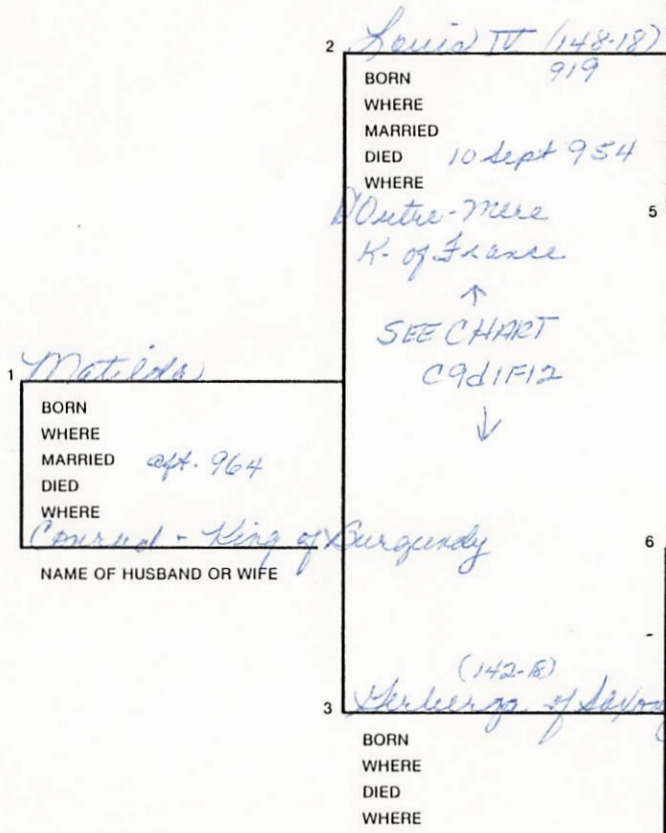 2 Louis IV (148-18)
BORN 919
WHERE
MARRIED
DIED 10 Sept 954
WHERE
D'Outre-Mere
K- of France
↑
SEE CHART
C9d1F12
↓
5
1 Matilda
BORN
WHERE
MARRIED aft. 964
DIED
WHERE
Conrad - King of Burgundy
NAME OF HUSBAND OR WIFE
6
-
(142-18)
3 Gerberga of Saxony
BORN
WHERE
DIED
WHERE